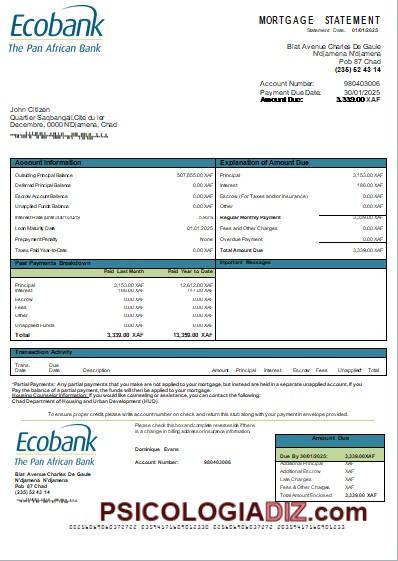 Ecobank
The Pan African Bank
MORTGAGE STATEMENT
Statement Date: 01/01/2025
Blat Avenue Charles De Gaule
N'djamena N'djamena
Pob 87 Chad
(235) 52 43 14
Account Number: 980403006
Payment Due Date: 30/01/2025
Amount Due: 3,339.00 XAF
John Citizen
Quartier Saqbangali,Cite du ler
Decembre, 0000 N'Djamena, Chad
Account Information
Outstanding Principal Balance 507,855.00 XAF
Deferred Principal Balance 0.00 XAF
Escrow Account Balance 0.00 XAF
Unapplied Funds Balance 0.00 XAF
Interest Rate
Loan Maturity Date 01.01.2025
Prepayment Penalty None
Taxes Paid Year-to-Date 0.00 XAF
Explanation of Amount Due
Principal 3,153.00 XAF
Interest 186.00 XAF
Escrow (For Taxes and/or Insurance) 0.00 XAF
Other 0.00 XAF
Regular Monthly Payment 3,339.00 XAF
Fees and Other Charges 0.00 XAF
Overdue Payment 0.00 XAF
Total Amount Due 3,339.00 XAF
Past Payments Breakdown
Paid Last Month Paid Year to Date
Principal 3,153.00 XAF 12,612.00 XAF
Interest 186.00 XAF XAF
Escrow 0.00 XAF 0.00 XAF
Fees 0.00 XAF 0.00 XAF
Other 0.00 XAF 0.00 XAF
Unapplied Funds 0.00 XAF 0.00 XAF
Total 3,339.00 XAF 13,359.00 XAF
Important Messages
Transaction Activity
Trans. Date Due Date Description Amount Principal Interest Escrow Fees Unapplied Total
*Partial Payments: Any partial payments that you make are not applied to your mortgage, but instead are held in a separate unapplied account. If you
Pay the balance of a partial payment, the funds will then be applied to your mortgage.
Housing Counselor Information: If you would like counseling or assistance, you can contact the following:
Chad Department of Housing and Urban Development (HUD).
To ensure proper credit, please write account number on check and return this stub along with your payment in envelope provided.
Ecobank
The Pan African Bank
Blat Avenue Charles De Gaule
N'djamena N'djamena
Pob 87 Chad
(235) 52 43 14
Please check this box and complete reverse side if there
is a change in billing address or insurance information
Dominique Evans
Account Number: 980403006
Amount Due
Due By 30/01/2025: 3,339.00XAF
Additional Principal XAF
Additional Escrow XAF
Late Charges XAF
Fees & Other Charges XAF
Total Amount Enclosed 3,339.00 XAF
PSICOLOGIADIZ.com